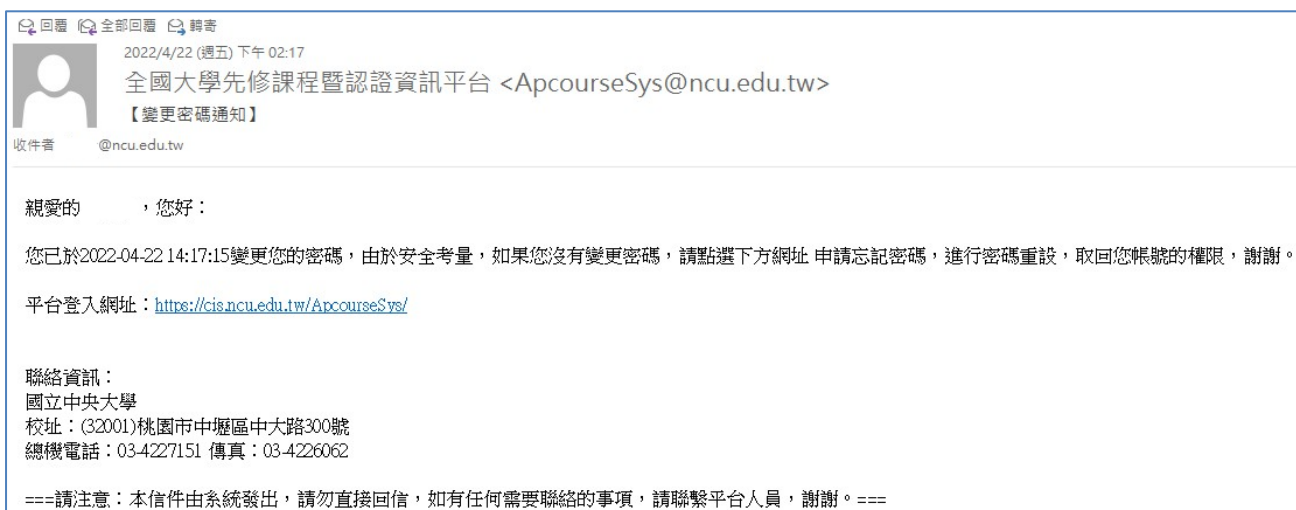 回覆 全部回覆 轉寄
2022/4/22 (週五) 下午 02:17
全國大學先修課程暨認證資訊平台 <ApcourseSys@ncu.edu.tw>
【變更密碼通知】
收件者 @ncu.edu.tw
親愛的 ，您好：
您已於2022-04-22 14:17:15變更您的密碼，由於安全考量，如果您沒有變更密碼，請點選下方網址 申請忘記密碼，進行密碼重設，取回您帳號的權限，謝謝。
平台登入網址：https://cis.ncu.edu.tw/ApcourseSys/
聯絡資訊：
國立中央大學
校址：(32001)桃園市中壢區中大路300號
總機電話：03-4227151 傳真：03-4226062
===請注意：本信件由系統發出，請勿直接回信，如有任何需要聯絡的事項，請聯繫平台人員，謝謝。===